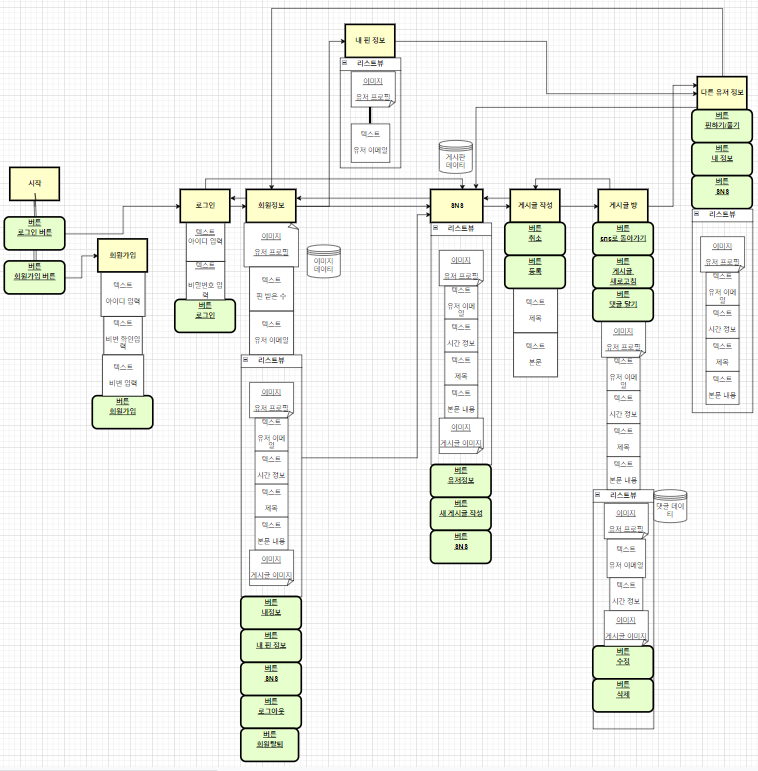 시작
버튼
로그인 버튼
버튼
회원가입 버튼
회원가입
텍스트
아이디 입력
텍스트
비번 확인입
력
텍스트
비번 입력
버튼
회원가입
로그인
텍스트
아이디 입력
텍스트
비밀번호 입
력
버튼
로그인
회원정보
이미지
유저 프로필
텍스트
핀 받은 수
텍스트
유저 이메일
리스트뷰
이미지
유저 프로필
텍스트
유저 이메
일
텍스트
시간 정보
텍스트
제목
텍스트
본문 내용
이미지
게시글 이미지
버튼
내정보
버튼
내 핀 정보
버튼
8N8
버튼
로그아웃
버튼
회원탈퇴
이미지
데이터
내 핀 정보
리스트뷰
이미지
유저 프로필
텍스트
유저 이메일
게시판
데이터
8N8
리스트뷰
이미지
유저 프로필
텍스트
유저 이메
일
텍스트
시간 정보
텍스트
제목
텍스트
본문 내용
이미지
게시글 이미지
버튼
유저정보
버튼
새 게시글 작성
버튼
8N8
게시글 작성
버튼
취소
버튼
등록
텍스트
제목
텍스트
본문
게시글 방
버튼
sns로 돌아가기
버튼
게시글
새로고침
버튼
댓글 달기
이미지
유저 프로필
텍스트
유저 이메
일
텍스트
시간 정보
텍스트
제목
텍스트
본문 내용
리스트뷰
이미지
유저 프로필
텍스트
유저 이메일
텍스트
시간 정보
이미지
게시글 이미지
버튼
수정
버튼
삭제
댓글 데이
터
다른 유저 정보
버튼
핀하기/풀기
버튼
내 정보
버튼
8N8
리스트뷰
이미지
유저 프로필
텍스트
유저 이메
일
텍스트
시간 정보
텍스트
제목
텍스트
본문 내용